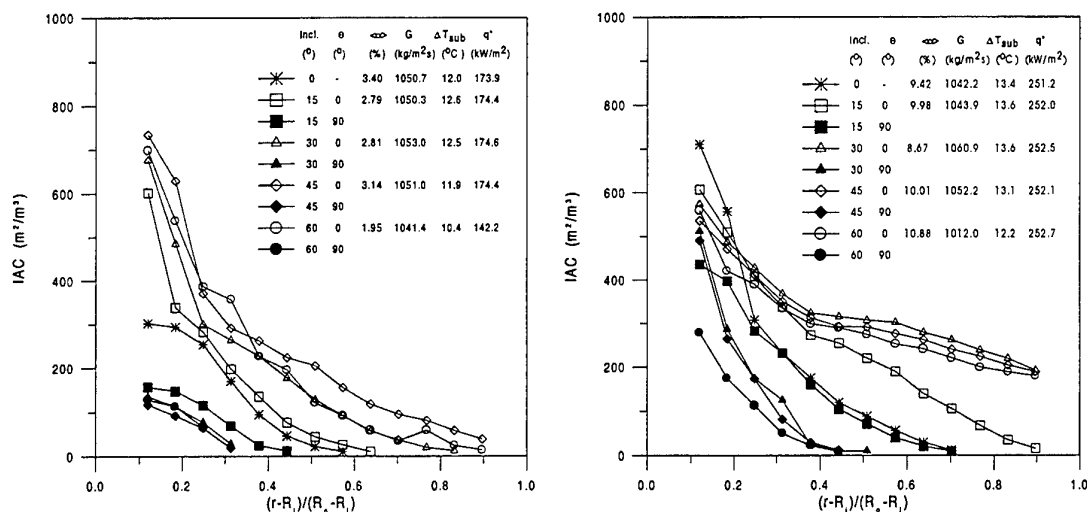 1000
800
600
400
200
0
IAC (m²/m³)
0.0 0.2 0.4 0.6 0.8 1.0
(r-Rᵢ)/(Rₒ-Rᵢ)
Incl. θ G ΔTsub q"
(º) (º) (%) (kg/m²s) (ºC) (kW/m²)
0 - 3.40 1050.7 12.0 173.9
15 0 2.79 1050.3 12.6 174.4
15 90
30 0 2.81 1053.0 12.5 174.6
30 90
45 0 3.14 1051.0 11.9 174.4
45 90
60 0 1.95 1041.4 10.4 142.2
60 90
1000
800
600
400
200
0
IAC (m²/m³)
0.0 0.2 0.4 0.6 0.8 1.0
(r-Rᵢ)/(Rₒ-Rᵢ)
Incl. θ G ΔTsub q"
(º) (º) (%) (kg/m²s) (ºC) (kW/m²)
0 - 9.42 1042.2 13.4 251.2
15 0 9.98 1043.9 13.6 252.0
15 90
30 0 8.67 1060.9 13.6 252.5
30 90
45 0 10.01 1052.2 13.1 252.1
45 90
60 0 10.88 1012.0 12.2 252.7
60 90